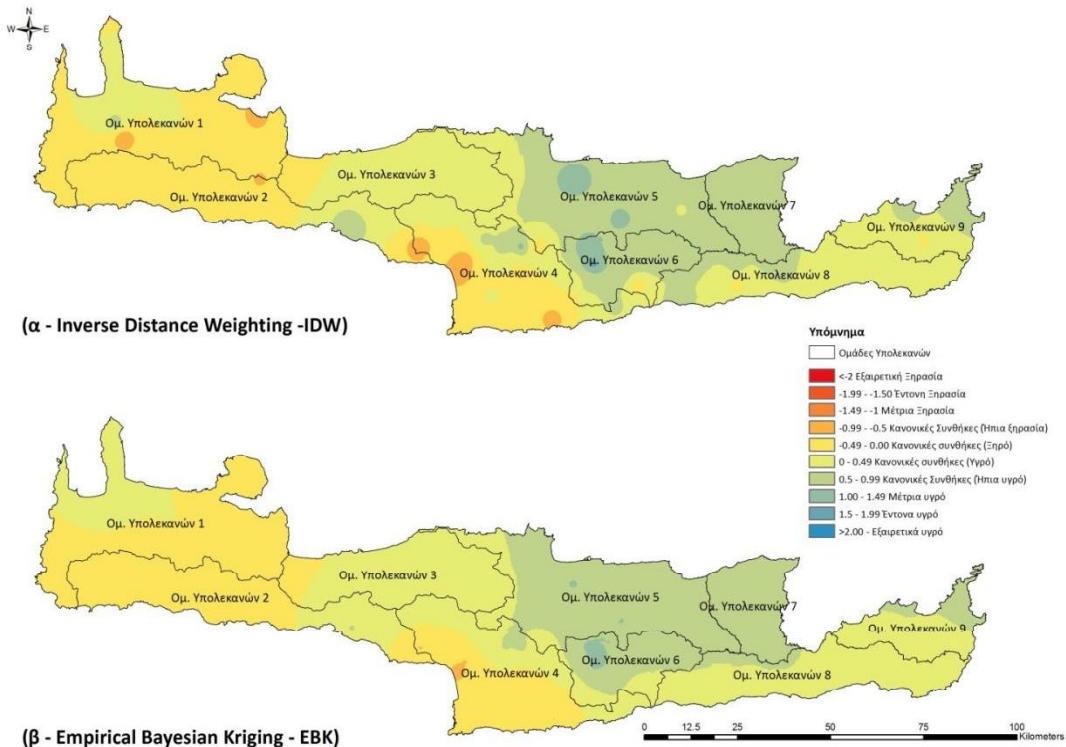 N
W E
S
Ομ. Υπολεκανών 1
Ομ. Υπολεκανών 2
Ομ. Υπολεκανών 3
Ομ. Υπολεκανών 4
Ομ. Υπολεκανών 5
Ομ. Υπολεκανών 6
Ομ. Υπολεκανών 7
Ομ. Υπολεκανών 8
Ομ. Υπολεκανών 9
(α - Inverse Distance Weighting -IDW)
Υπόμνημα
Ομάδες Υπολεκανών
<-2 Εξαιρετική Ξηρασία
-1.99 - -1.50 Έντονη Ξηρασία
-1.49 - -1 Μέτρια Ξηρασία
-0.99 - -0.5 Κανονικές Συνθήκες (Ήπια ξηρασία)
-0.49 - 0.00 Κανονικές συνθήκες (Ξηρό)
0 - 0.49 Κανονικές συνθήκες (Υγρό)
0.5 - 0.99 Κανονικές Συνθήκες (Ήπια υγρό)
1.00 - 1.49 Μέτρια υγρό
1.5 - 1.99 Έντονα υγρό
>2.00 - Εξαιρετικά υγρό
Ομ. Υπολεκανών 1
Ομ. Υπολεκανών 2
Ομ. Υπολεκανών 3
Ομ. Υπολεκανών 4
Ομ. Υπολεκανών 5
Ομ. Υπολεκανών 6
Ομ. Υπολεκανών 7
Ομ. Υπολεκανών 8
Ομ. Υπολεκανών 9
(β - Empirical Bayesian Kriging - EBK)
0 12.5 25 50 75 100
Kilometers